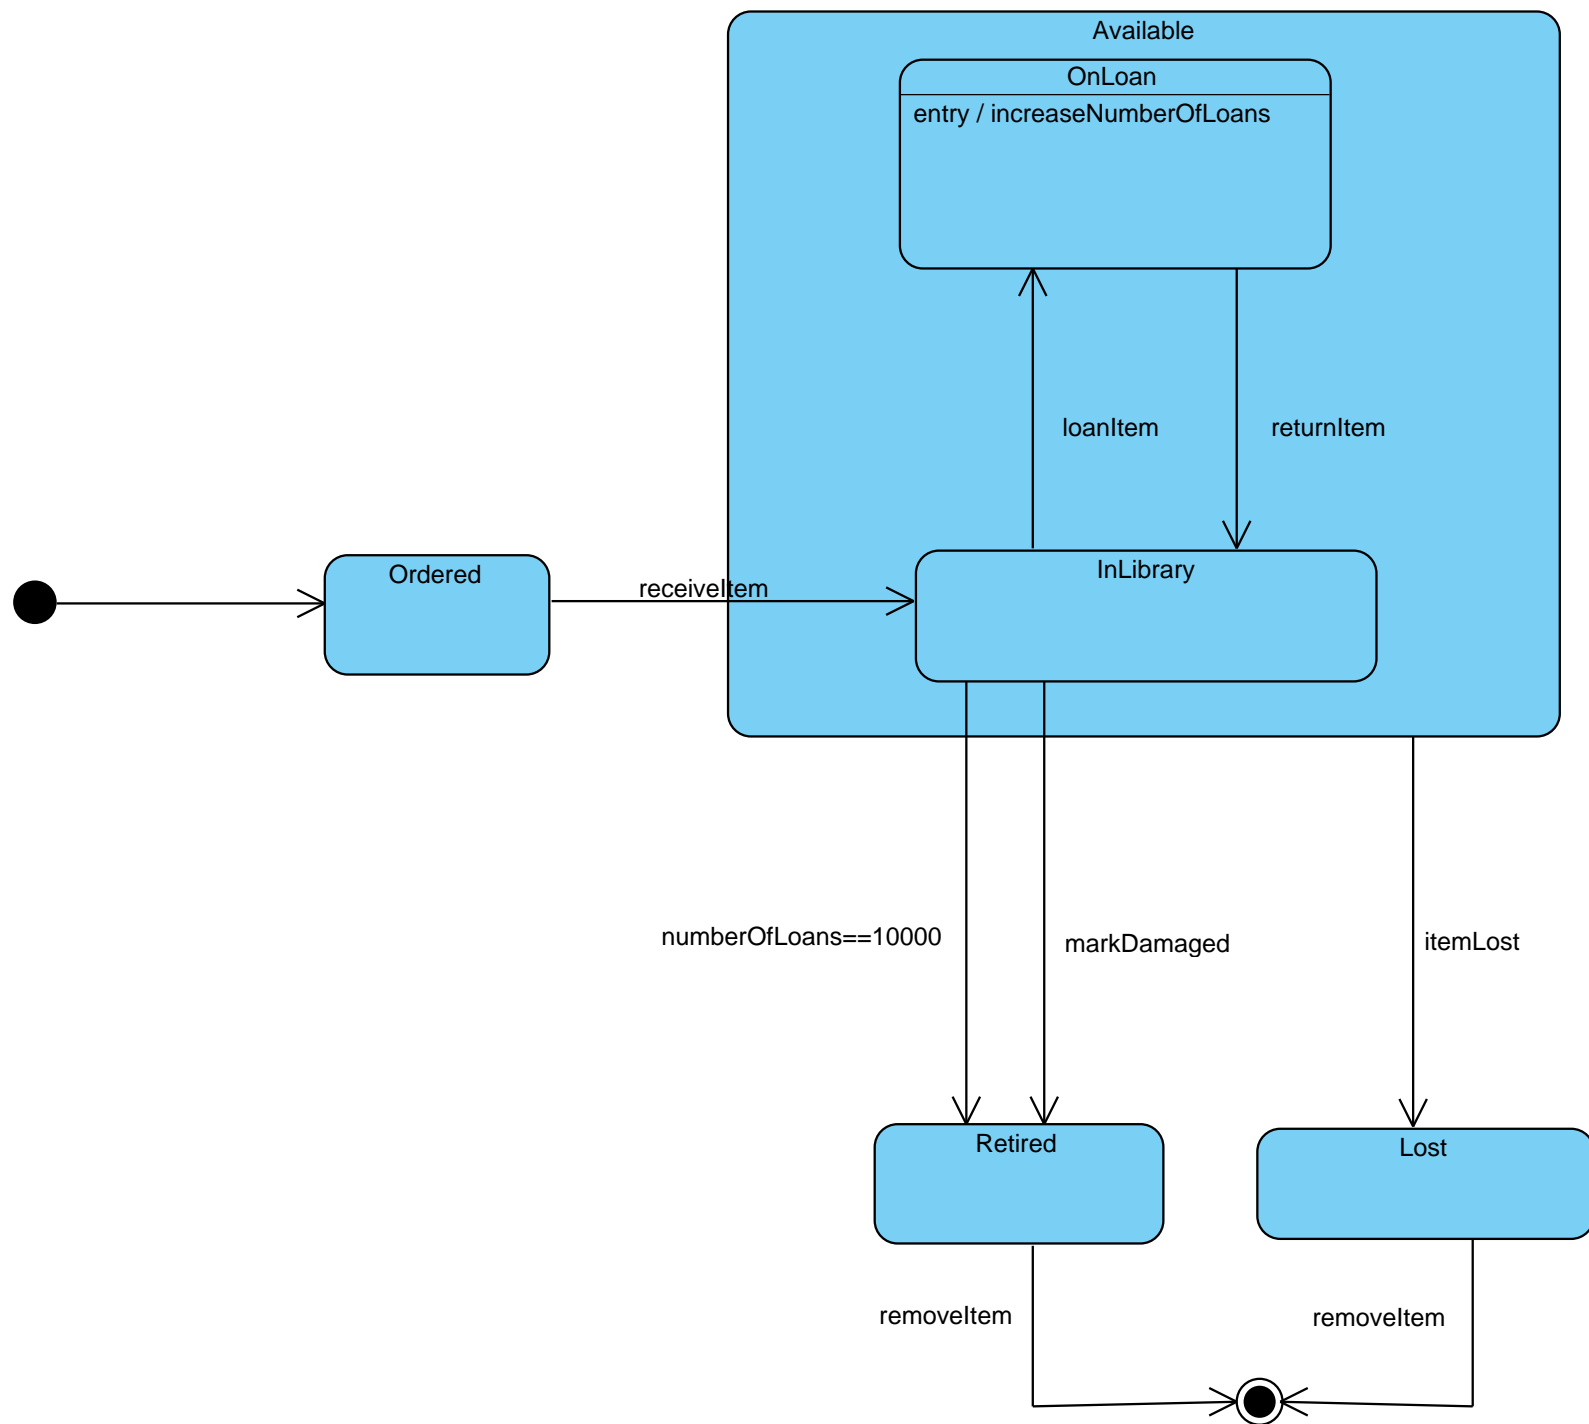 Available
OnLoan
entry / increaseNumberOfLoans
loanItem
returnItem
Ordered
receiveItem
InLibrary
numberOfLoans==10000
markDamaged
itemLost
Retired
Lost
removeItem
removeItem